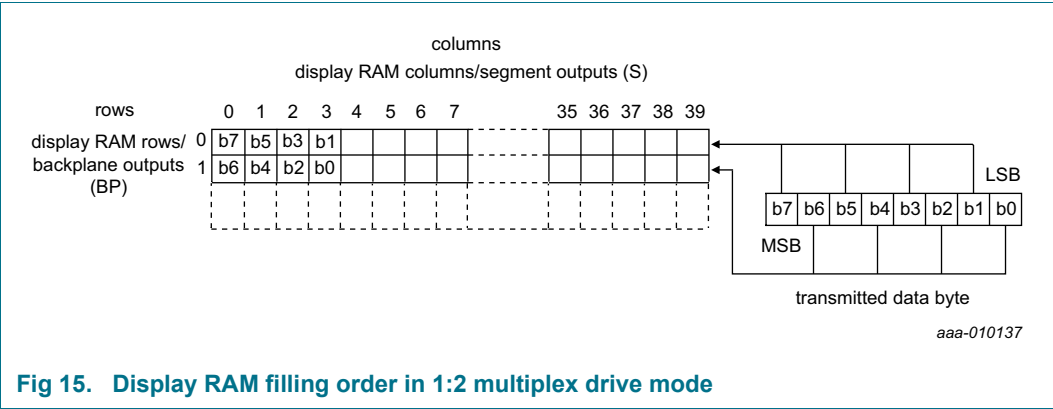 columns
display RAM columns/segment outputs (S)
rows 0 1 2 3 4 5 6 7 35 36 37 38 39
display RAM rows/ 0 b7 b5 b3 b1
backplane outputs 1 b6 b4 b2 b0
(BP)
LSB
b7 b6 b5 b4 b3 b2 b1 b0
MSB
transmitted data byte
aaa-010137
Fig 15. Display RAM filling order in 1:2 multiplex drive mode